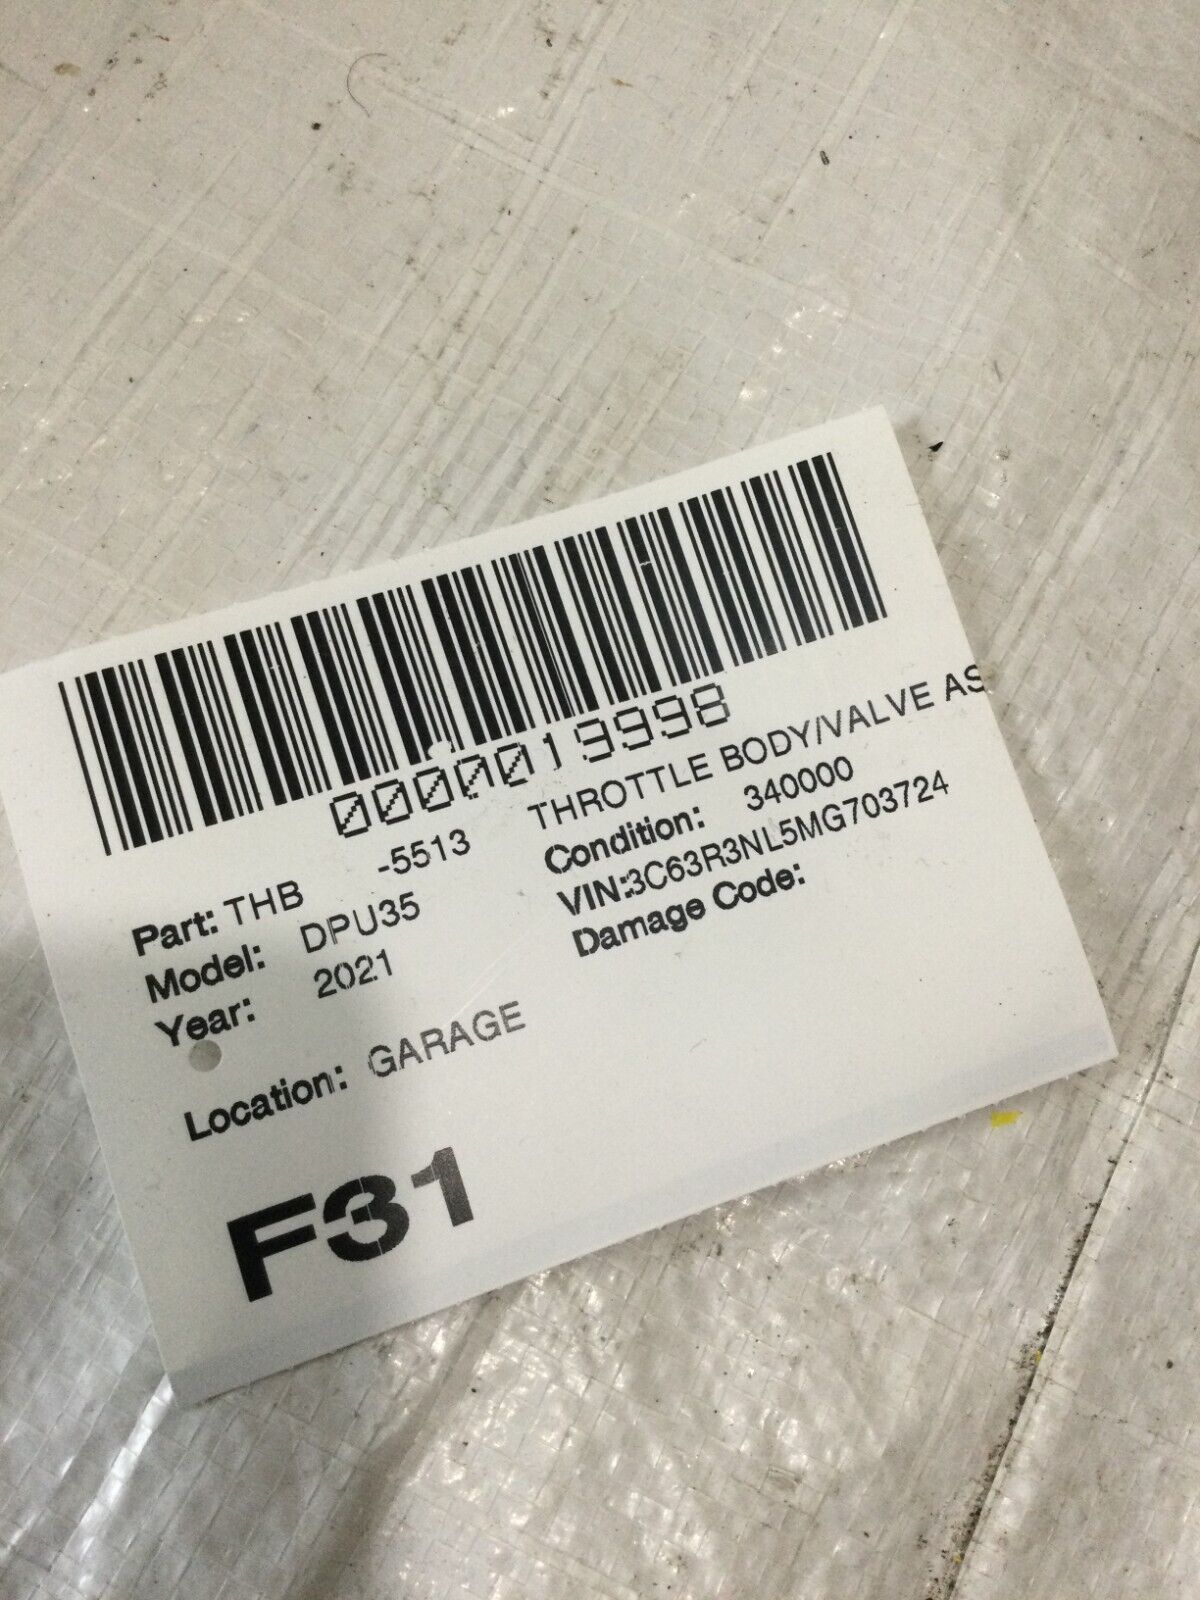 0000019998
Part: THB -5513 THROTTLE BODY/VALVE AS
Model: DPU35 Condition: 340000
Year: 2021 VIN:3C63R3NL5MG703724
Damage Code:
Location: GARAGE
F31